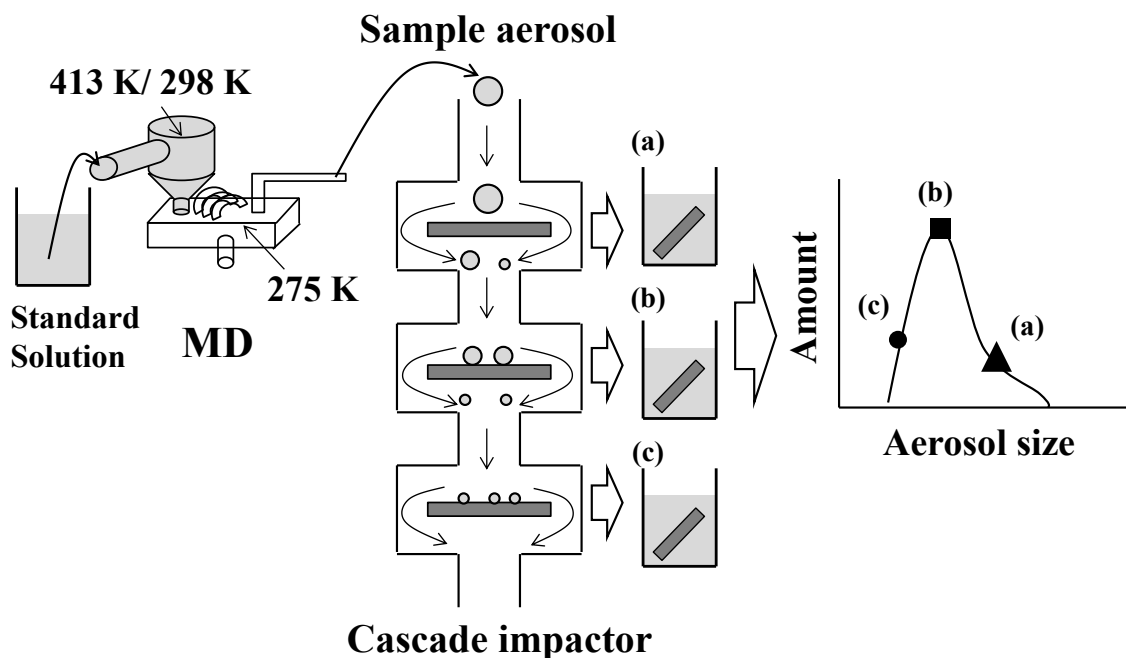 Sample aerosol
413 K/ 298 K
(a)
(b)
Amount
(c)
(a)
275 K
(b)
Standard
Solution
MD
Aerosol size
(c)
Cascade impactor